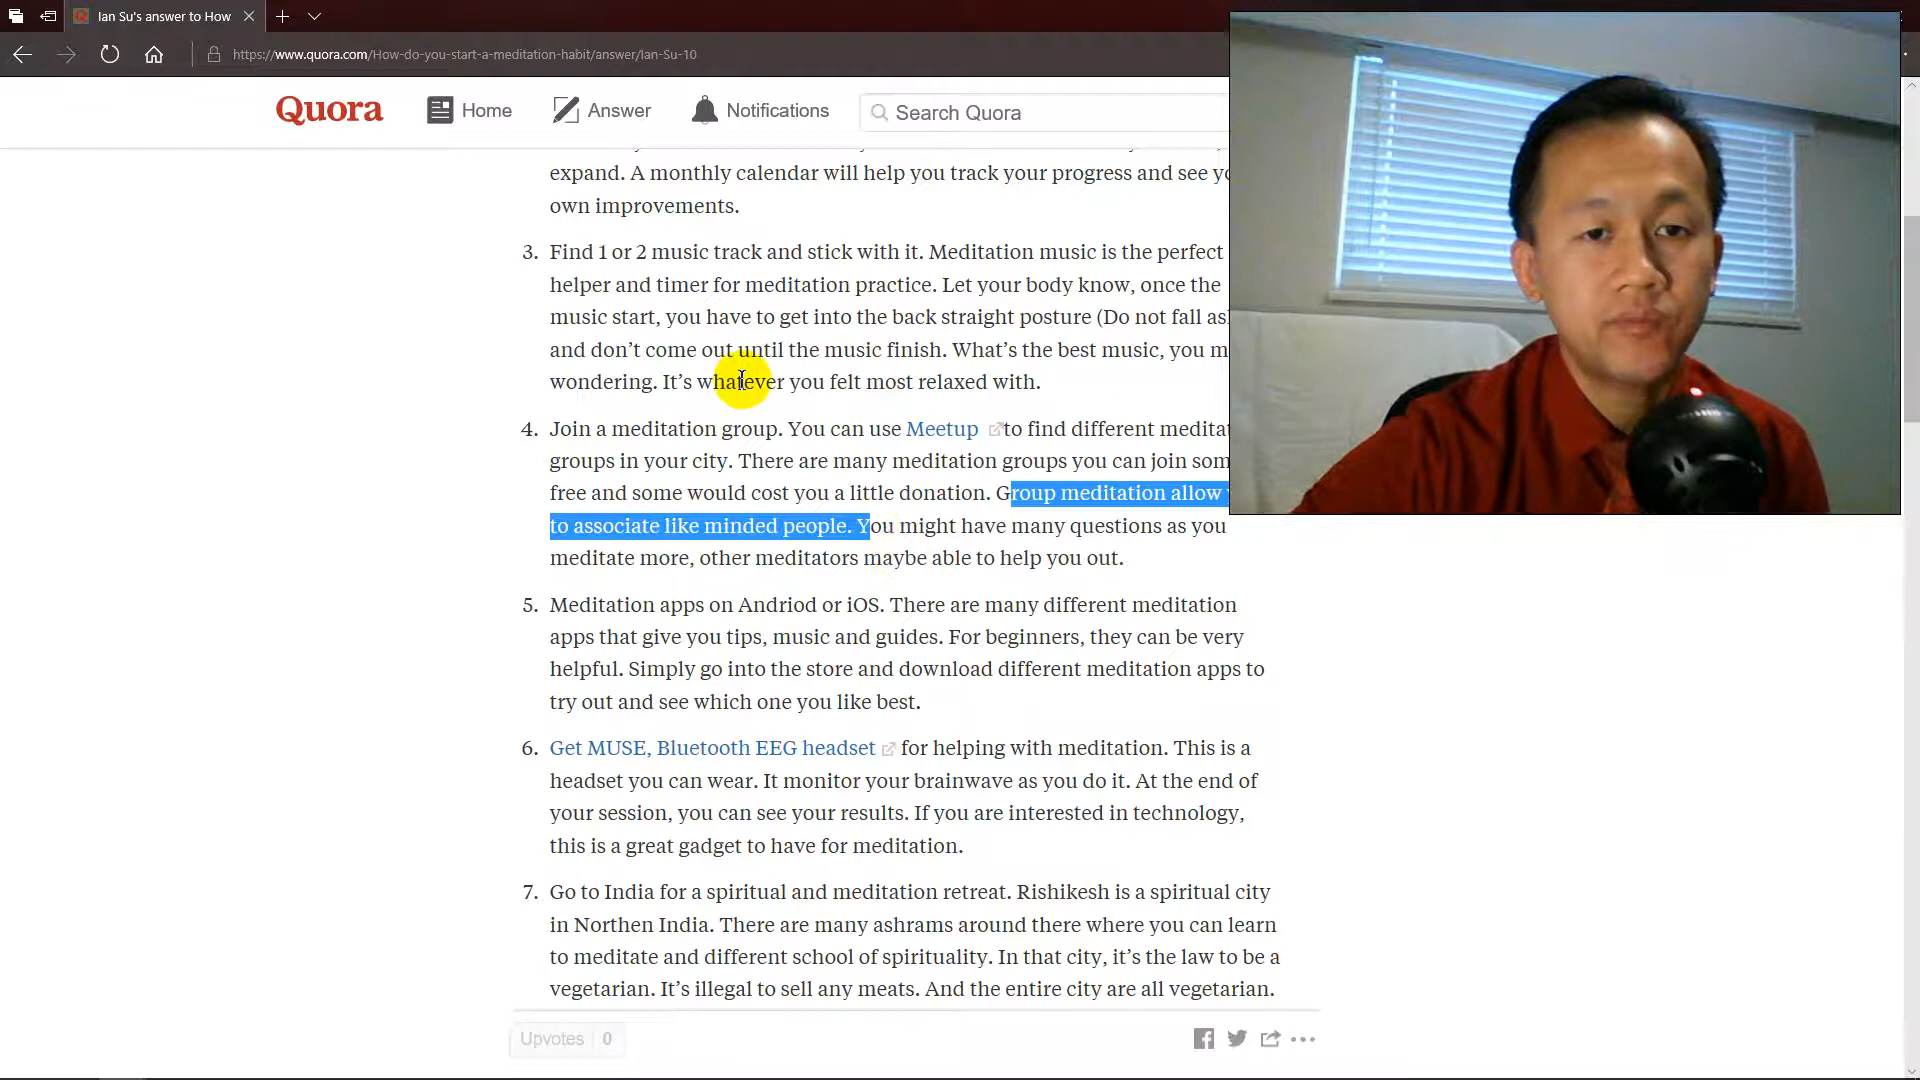 Ian Su's answer to How
https://www.quora.com/How-do-you-start-a-meditation-habit/answer/Ian-Su-10
Quora Home Answer Notifications Search Quora
expand. A monthly calendar will help you track your progress and see
own improvements.
3. Find 1 or 2 music track and stick with it. Meditation music is the perfect
helper and timer for meditation practice. Let your body know, once the
music start, you have to get into the back straight posture (Do not fall
and don’t come out until the music finish. What’s the best music, you
wondering. It’s whatever you felt most relaxed with.
4. Join a meditation group. You can use Meetup to find different
groups in your city. There are many meditation groups you can join
free and some would cost you a little donation. Group meditation allow
to associate like minded people. You might have many questions as you
meditate more, other meditators maybe able to help you out.
5. Meditation apps on Andriod or iOS. There are many different meditation
apps that give you tips, music and guides. For beginners, they can be very
helpful. Simply go into the store and download different meditation apps to
try out and see which one you like best.
6. Get MUSE, Bluetooth EEG headset for helping with meditation. This is a
headset you can wear. It monitor your brainwave as you do it. At the end of
your session, you can see your results. If you are interested in technology,
this is a great gadget to have for meditation.
7. Go to India for a spiritual and meditation retreat. Rishikesh is a spiritual city
in Northen India. There are many ashrams around there where you can learn
to meditate and different school of spirituality. In that city, it’s the law to be a
vegetarian. It’s illegal to sell any meats. And the entire city are all vegetarian.
Upvotes 0